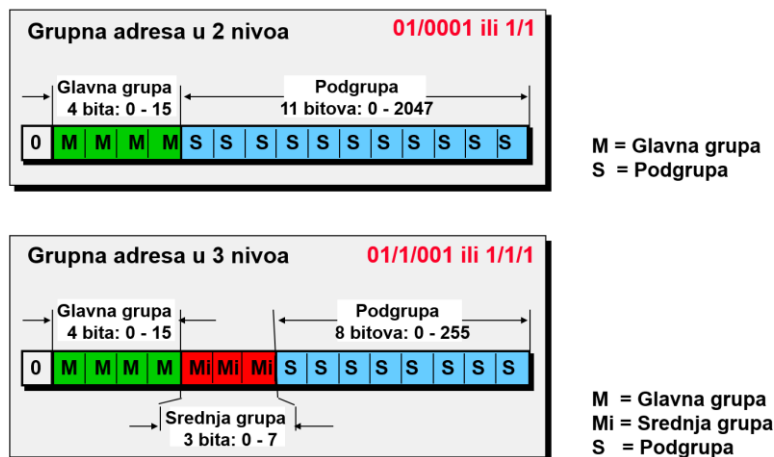 Grupna adresa u 2 nivoa 01/0001 ili 1/1
Glavna grupa
4 bita: 0 - 15
Podgrupa
11 bitova: 0 - 2047
0 M M M M S S S S S S S S S S S
M = Glavna grupa
S = Podgrupa
Grupna adresa u 3 nivoa 01/1/001 ili 1/1/1
Glavna grupa
4 bita: 0 - 15
Podgrupa
8 bitova: 0 - 255
0 M M M M Mi Mi Mi S S S S S S S S
Srednja grupa
3 bita: 0 - 7
M = Glavna grupa
Mi = Srednja grupa
S = Podgrupa